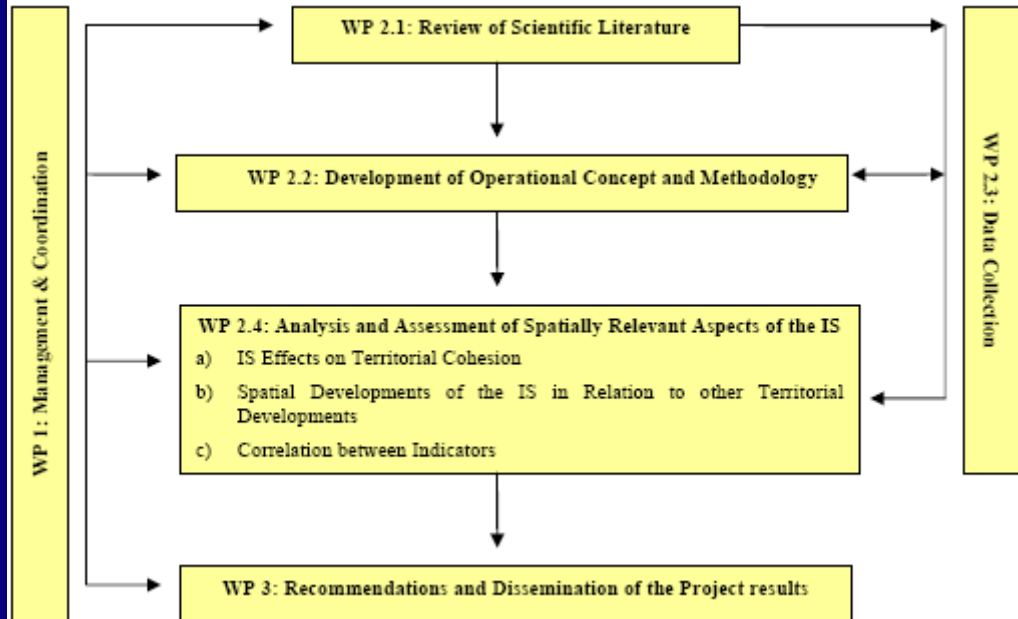 WP 2.1: Review of Scientific Literature
WP 1: Management & Coordination
WP 2.3: Data Collection
WP 2.2: Development of Operational Concept and Methodology
WP 2.4: Analysis and Assessment of Spatially Relevant Aspects of the IS
a) IS Effects on Territorial Cohesion
b) Spatial Developments of the IS in Relation to other Territorial
Developments
c) Correlation between Indicators
WP 3: Recommendations and Dissemination of the Project results